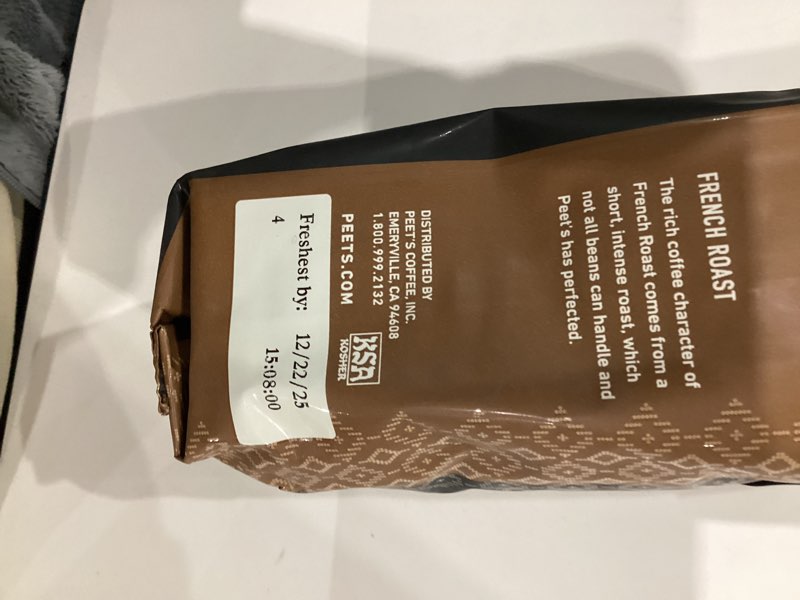 FRENCH ROAST
The rich coffee character of
French Roast comes from a
short, intense roast, which
not all beans can handle and
Peet's has perfected.
DISTRIBUTED BY
PEET'S COFFEE, INC.
EMERYVILLE, CA 94608
1.800.999.2132
PEETS.COM
KSA
KOSHER
Freshest by: 12/22/25
4 15:08:00